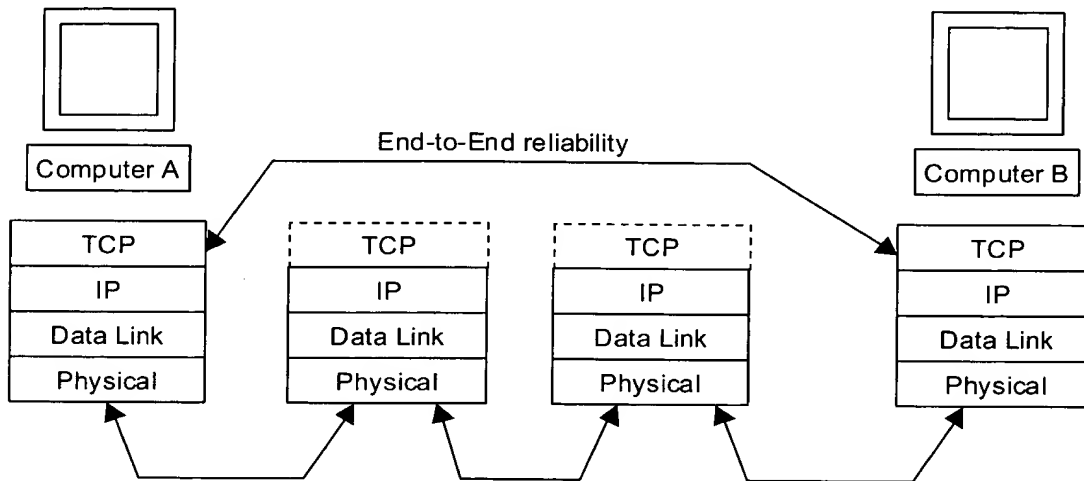 End-to-End reliability
Computer A
Computer B
TCP
IP
Data Link
Physical
TCP
IP
Data Link
Physical
TCP
IP
Data Link
Physical
TCP
IP
Data Link
Physical